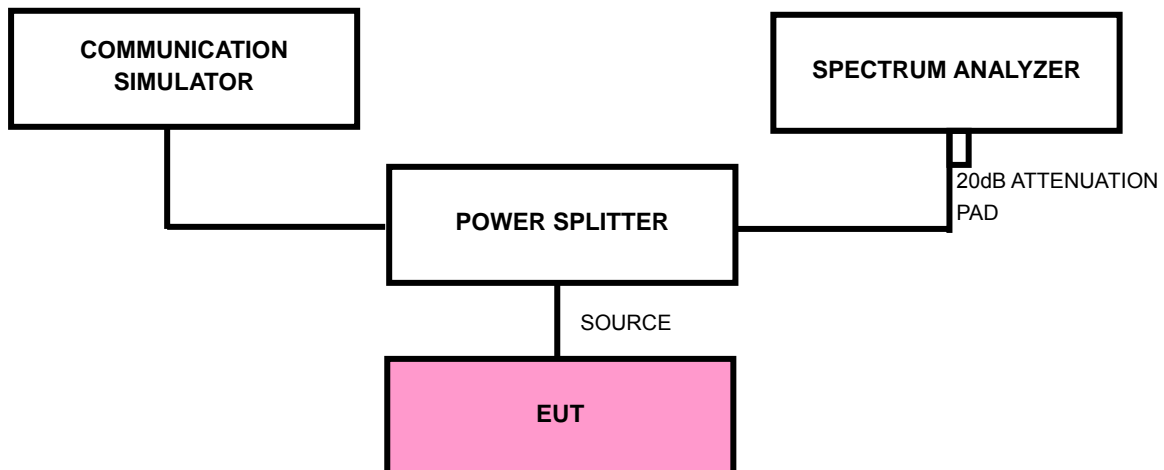 COMMUNICATION
SIMULATOR
SPECTRUM ANALYZER
20dB ATTENUATION
PAD
POWER SPLITTER
SOURCE
EUT